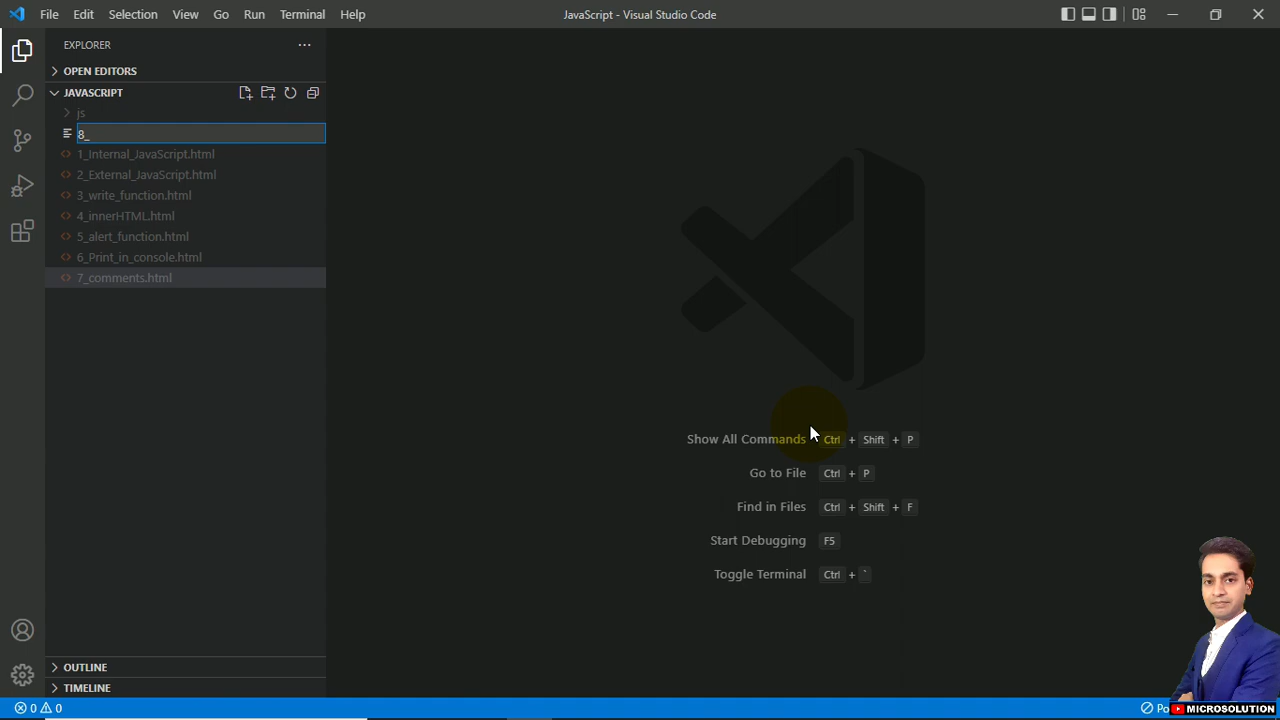 File Edit Selection View Go Run Terminal Help JavaScript - Visual Studio Code
EXPLORER
OPEN EDITORS
JAVASCRIPT
js
8_
1_Internal_JavaScript.html
2_External_JavaScript.html
3_write_function.html
4_innerHTML.html
5_alert_function.html
6_Print_in_console.html
7_comments.html
Show All Commands Ctrl + Shift + P
Go to File Ctrl + P
Find in Files Ctrl + Shift + F
Start Debugging F5
Toggle Terminal Ctrl + `
OUTLINE
TIMELINE
0 0
MICROSOLUTION